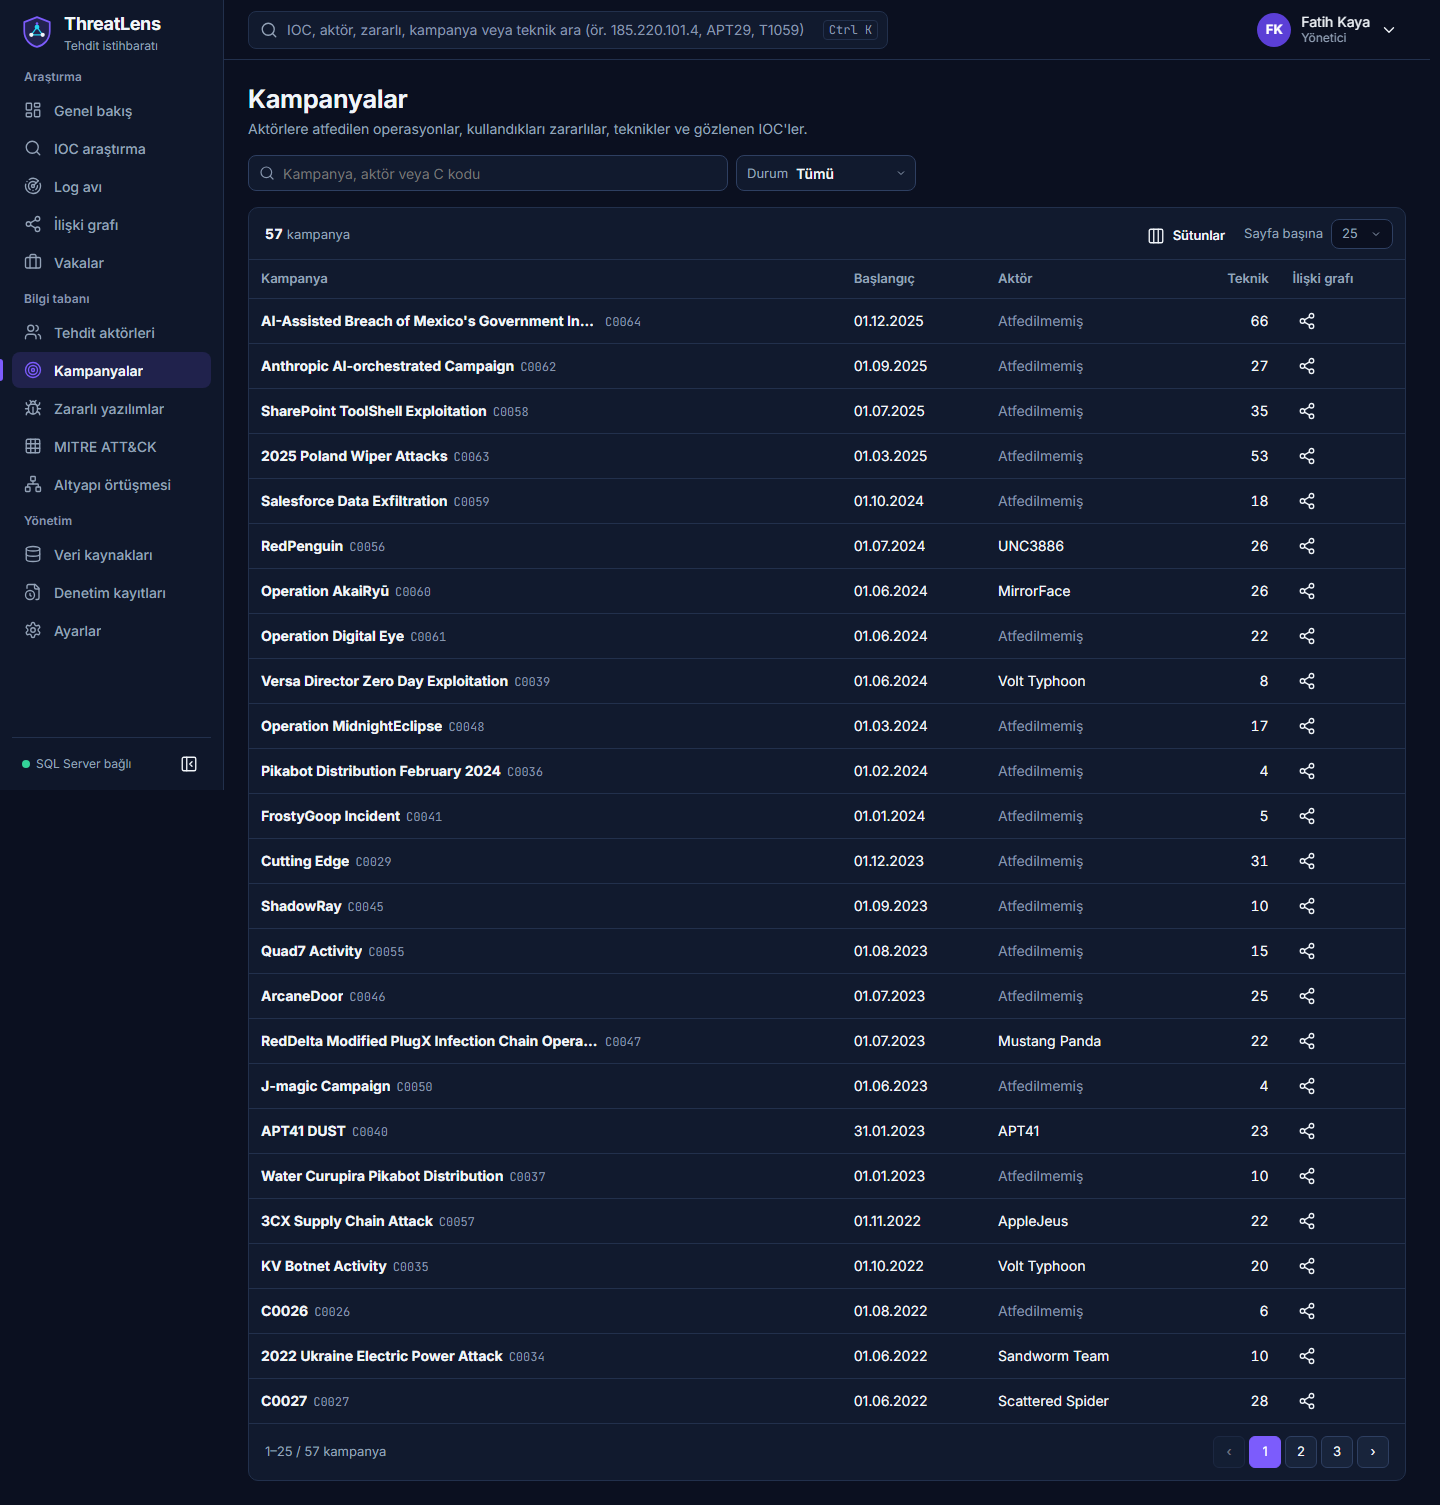 ThreatLens
Tehdit istihbaratı
IOC, aktör, zararlı, kampanya veya teknik ara (ör. 185.220.101.4, APT29, T1059) Ctrl K
FK Fatih Kaya
Yönetici
Araştırma
Genel bakış
IOC araştırma
Log avı
İlişki grafı
Vakalar
Bilgi tabanı
Tehdit aktörleri
Kampanyalar
Zararlı yazılımlar
MITRE ATT&CK
Altyapı örtüşmesi
Yönetim
Veri kaynakları
Denetim kayıtları
Ayarlar
SQL Server bağlı
Kampanyalar
Aktörlere atfedilen operasyonlar, kullandıkları zararlılar, teknikler ve gözlenen IOC'ler.
Kampanya, aktör veya C kodu Durum Tümü
57 kampanya Sütunlar Sayfa başına 25
Kampanya Başlangıç Aktör Teknik İlişki grafı
AI-Assisted Breach of Mexico's Government In... C0064 01.12.2025 Atfedilmemiş 66
Anthropic AI-orchestrated Campaign C0062 01.09.2025 Atfedilmemiş 27
SharePoint ToolShell Exploitation C0058 01.07.2025 Atfedilmemiş 35
2025 Poland Wiper Attacks C0063 01.03.2025 Atfedilmemiş 53
Salesforce Data Exfiltration C0059 01.10.2024 Atfedilmemiş 18
RedPenguin C0056 01.07.2024 UNC3886 26
Operation AkaiRyū C0060 01.06.2024 MirrorFace 26
Operation Digital Eye C0061 01.06.2024 Atfedilmemiş 22
Versa Director Zero Day Exploitation C0039 01.06.2024 Volt Typhoon 8
Operation MidnightEclipse C0048 01.03.2024 Atfedilmemiş 17
Pikabot Distribution February 2024 C0036 01.02.2024 Atfedilmemiş 4
FrostyGoop Incident C0041 01.01.2024 Atfedilmemiş 5
Cutting Edge C0029 01.12.2023 Atfedilmemiş 31
ShadowRay C0045 01.09.2023 Atfedilmemiş 10
Quad7 Activity C0055 01.08.2023 Atfedilmemiş 15
ArcaneDoor C0046 01.07.2023 Atfedilmemiş 25
RedDelta Modified PlugX Infection Chain Opera... C0047 01.07.2023 Mustang Panda 22
J-magic Campaign C0050 01.06.2023 Atfedilmemiş 4
APT41 DUST C0040 31.01.2023 APT41 23
Water Curupira Pikabot Distribution C0037 01.01.2023 Atfedilmemiş 10
3CX Supply Chain Attack C0057 01.11.2022 AppleJeus 22
KV Botnet Activity C0035 01.10.2022 Volt Typhoon 20
C0026 C0026 01.08.2022 Atfedilmemiş 6
2022 Ukraine Electric Power Attack C0034 01.06.2022 Sandworm Team 10
C0027 C0027 01.06.2022 Scattered Spider 28
1–25 / 57 kampanya ‹ 1 2 3 ›